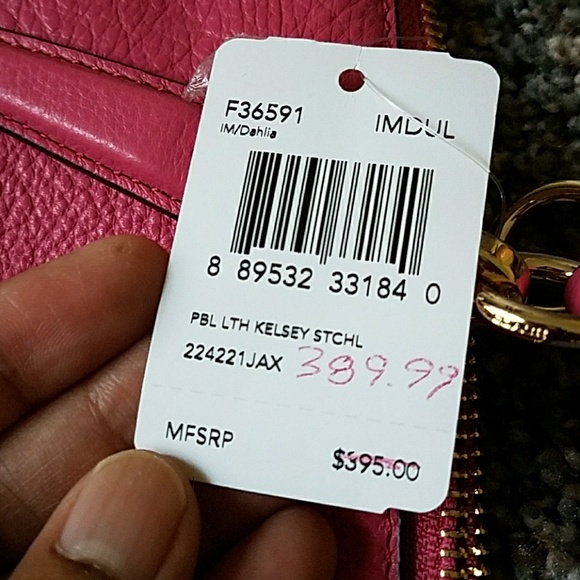 F36591 IMDUL
IM/Dahlia
8 89532 33184 0
PBL LTH KELSEY STCHL
224221JAX 389.99
MFSRP $395.00